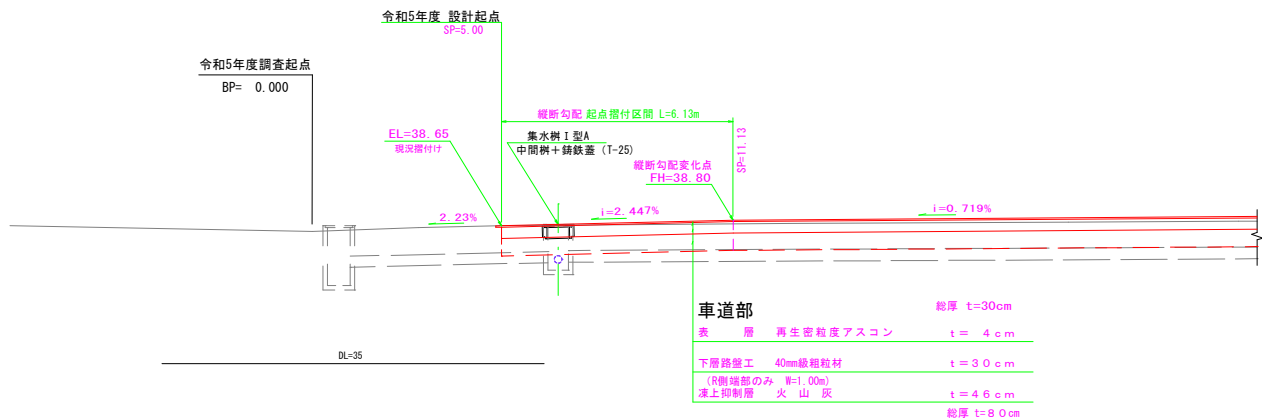 令和5年度 設計起点
SP=5.00
令和5年度調査起点
BP= 0.000
縦断勾配 起点摺付区間 L=6.13m
EL=38.65
現況摺付け
集水桝Ⅰ型A
中間桝+鋳鉄蓋 (T-25)
SP=11.13
縦断勾配変化点
FH=38.80
2.23%
i=2.447%
i=0.719%
DL=35
車道部 総厚 t=30cm
表 層 再生密粒度アスコン t= 4cm
下層路盤工 40mm級粗粒材 t=30cm
(R側端部のみ W=1.00m)
凍上抑制層 火 山 灰 t=46cm
総厚 t=80cm